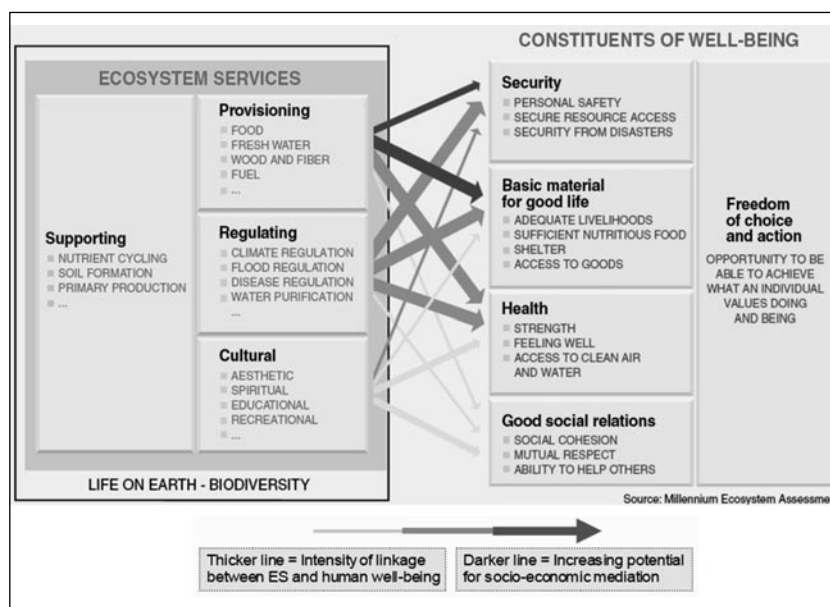 CONSTITUENTS OF WELL-BEING
ECOSYSTEM SERVICES
Supporting
NUTRIENT CYCLING
SOIL FORMATION
PRIMARY PRODUCTION
...
Provisioning
FOOD
FRESH WATER
WOOD AND FIBER
FUEL
...
Regulating
CLIMATE REGULATION
FLOOD REGULATION
DISEASE REGULATION
WATER PURIFICATION
...
Cultural
AESTHETIC
SPIRITUAL
EDUCATIONAL
RECREATIONAL
...
LIFE ON EARTH - BIODIVERSITY
Security
PERSONAL SAFETY
SECURE RESOURCE ACCESS
SECURITY FROM DISASTERS
Basic material
for good life
ADEQUATE LIVELIHOODS
SUFFICIENT NUTRITIOUS FOOD
SHELTER
ACCESS TO GOODS
Health
STRENGTH
FEELING WELL
ACCESS TO CLEAN AIR
AND WATER
Good social relations
SOCIAL COHESION
MUTUAL RESPECT
ABILITY TO HELP OTHERS
Freedom
of choice
and action
OPPORTUNITY TO BE
ABLE TO ACHIEVE
WHAT AN INDIVIDUAL
VALUES DOING
AND BEING
Source: Millennium Ecosystem Assessme
Thicker line = Intensity of linkage
between ES and human well-being
Darker line = Increasing potential
for socio-economic mediation